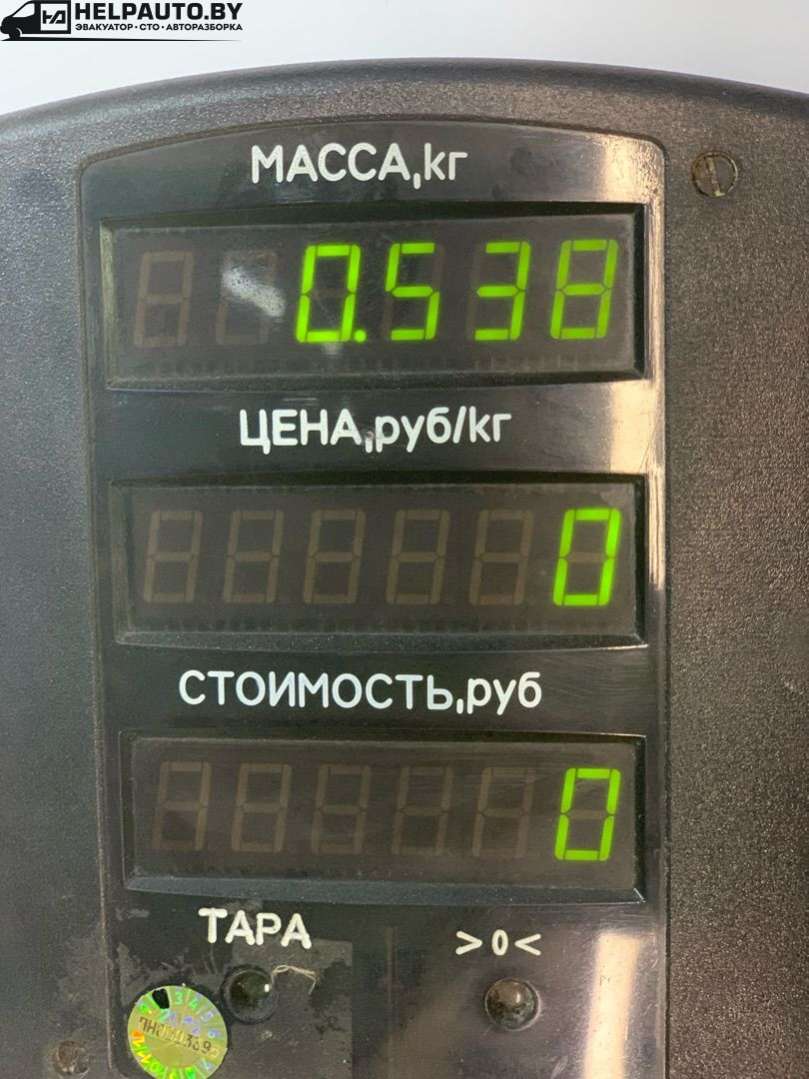 HELPAUTO.BY
ЭВАКУАТОР • СТО • АВТОРАЗБОРКА
МАССА,кг
0.538
ЦЕНА,руб/кг
0
СТОИМОСТЬ,руб
0
ТАРА
>0<